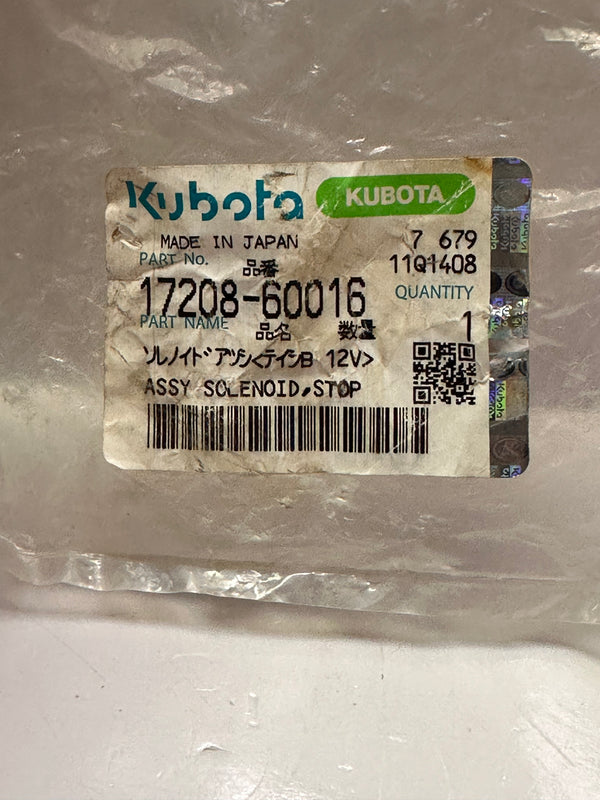 Kubota KUBOTA
MADE IN JAPAN 7 679
PART No. 品番 11Q1408
17208-60016 QUANTITY
PART NAME 品名 数量 1
ソレノイドアツシ<テイシB 12V>
ASSY SOLENOID,STOP